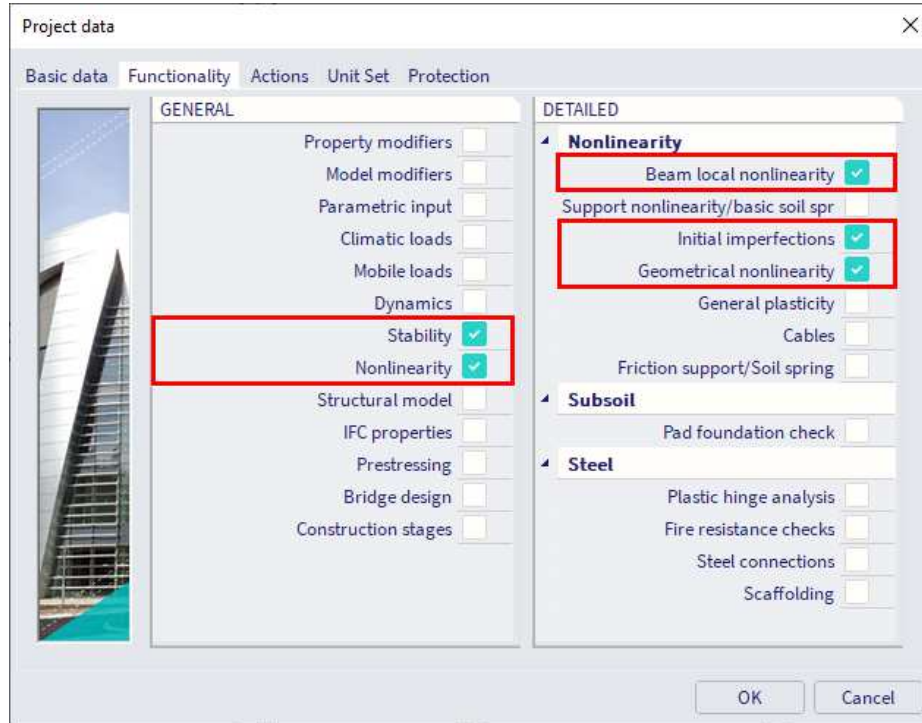 Project data
Basic data Functionality Actions Unit Set Protection
GENERAL
Property modifiers
Model modifiers
Parametric input
Climatic loads
Mobile loads
Dynamics
Stability
Nonlinearity
Structural model
IFC properties
Prestressing
Bridge design
Construction stages
DETAILED
Nonlinearity
Beam local nonlinearity
Support nonlinearity/basic soil spr
Initial imperfections
Geometrical nonlinearity
General plasticity
Cables
Friction support/Soil spring
Subsoil
Pad foundation check
Steel
Plastic hinge analysis
Fire resistance checks
Steel connections
Scaffolding
OK Cancel